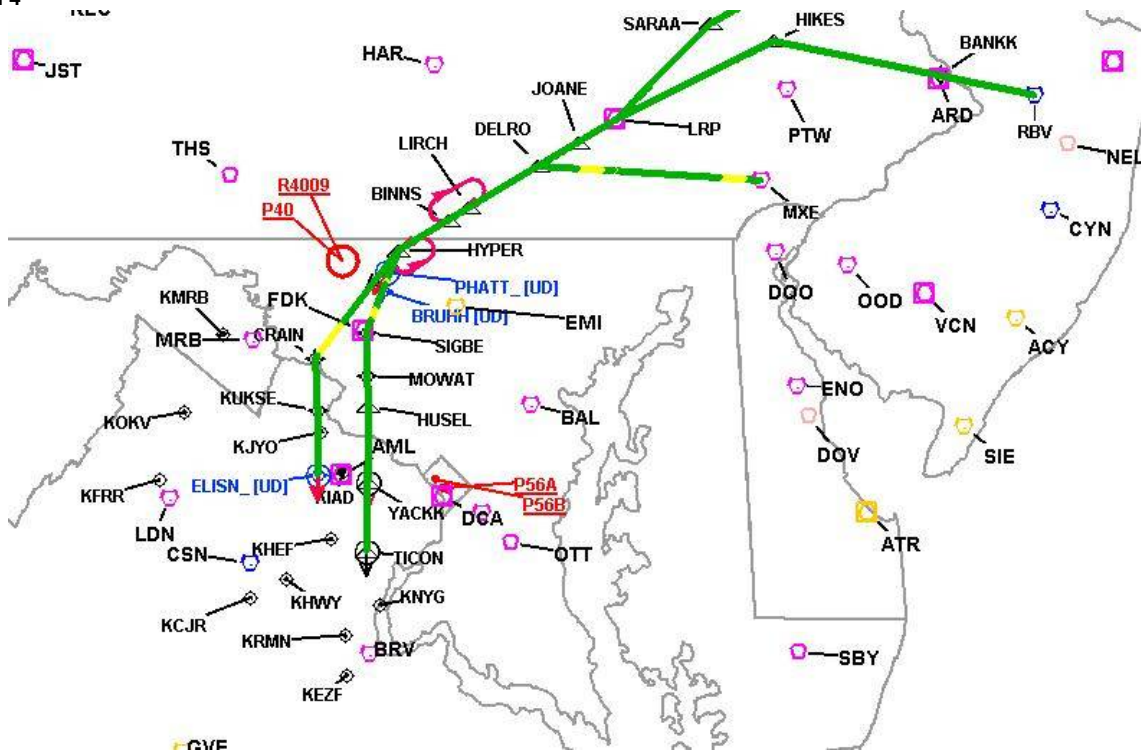 SARAA
HIKES
BANKK
HAR
JST
JOANE
DELRO
LRP
PTW
ARD
RBV
NEL
LIRCH
THS
R4009
P40
BINNS
MXE
CYN
HYPER
DQO
OOD
VCN
PHATT_[UD]
BRUHH [UD]
KMRB
FDK
EMI
ACY
MRB
CRAIN
SIGBE
MOWAT
KUKSE
HUSEL
ENO
KOKV
BAL
KJYO
AML
DOV
SIE
ELISN_[UD]
KIAD
KFRR
P56A
P56B
YACKK
DCA
LDN
ATR
CSN
KHEF
TICON
OTT
KHWY
KNYG
KCJR
KRMN
BRV
SBY
KEZF
GVE